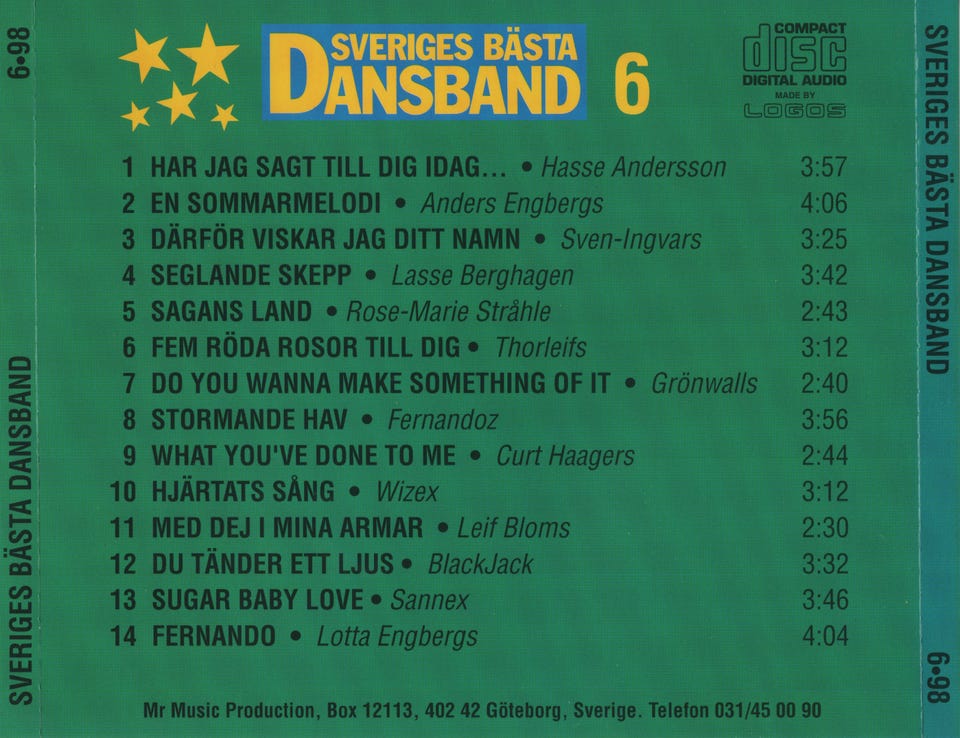 SVERIGES BÄSTA DANSBAND 6•98
SVERIGES BÄSTA
DANSBAND 6
COMPACT
disc
DIGITAL AUDIO
MADE BY
LOGOS
1 HAR JAG SAGT TILL DIG IDAG... • Hasse Andersson 3:57
2 EN SOMMARMELODI • Anders Engbergs 4:06
3 DÄRFÖR VISKAR JAG DITT NAMN • Sven-Ingvars 3:25
4 SEGLANDE SKEPP • Lasse Berghagen 3:42
5 SAGANS LAND • Rose-Marie Stråhle 2:43
6 FEM RÖDA ROSOR TILL DIG • Thorleifs 3:12
7 DO YOU WANNA MAKE SOMETHING OF IT • Grönwalls 2:40
8 STORMANDE HAV • Fernandoz 3:56
9 WHAT YOU'VE DONE TO ME • Curt Haagers 2:44
10 HJÄRTATS SÅNG • Wizex 3:12
11 MED DEJ I MINA ARMAR • Leif Bloms 2:30
12 DU TÄNDER ETT LJUS • BlackJack 3:32
13 SUGAR BABY LOVE • Sannex 3:46
14 FERNANDO • Lotta Engbergs 4:04
Mr Music Production, Box 12113, 402 42 Göteborg, Sverige. Telefon 031/45 00 90
SVERIGES BÄSTA DANSBAND 6•98